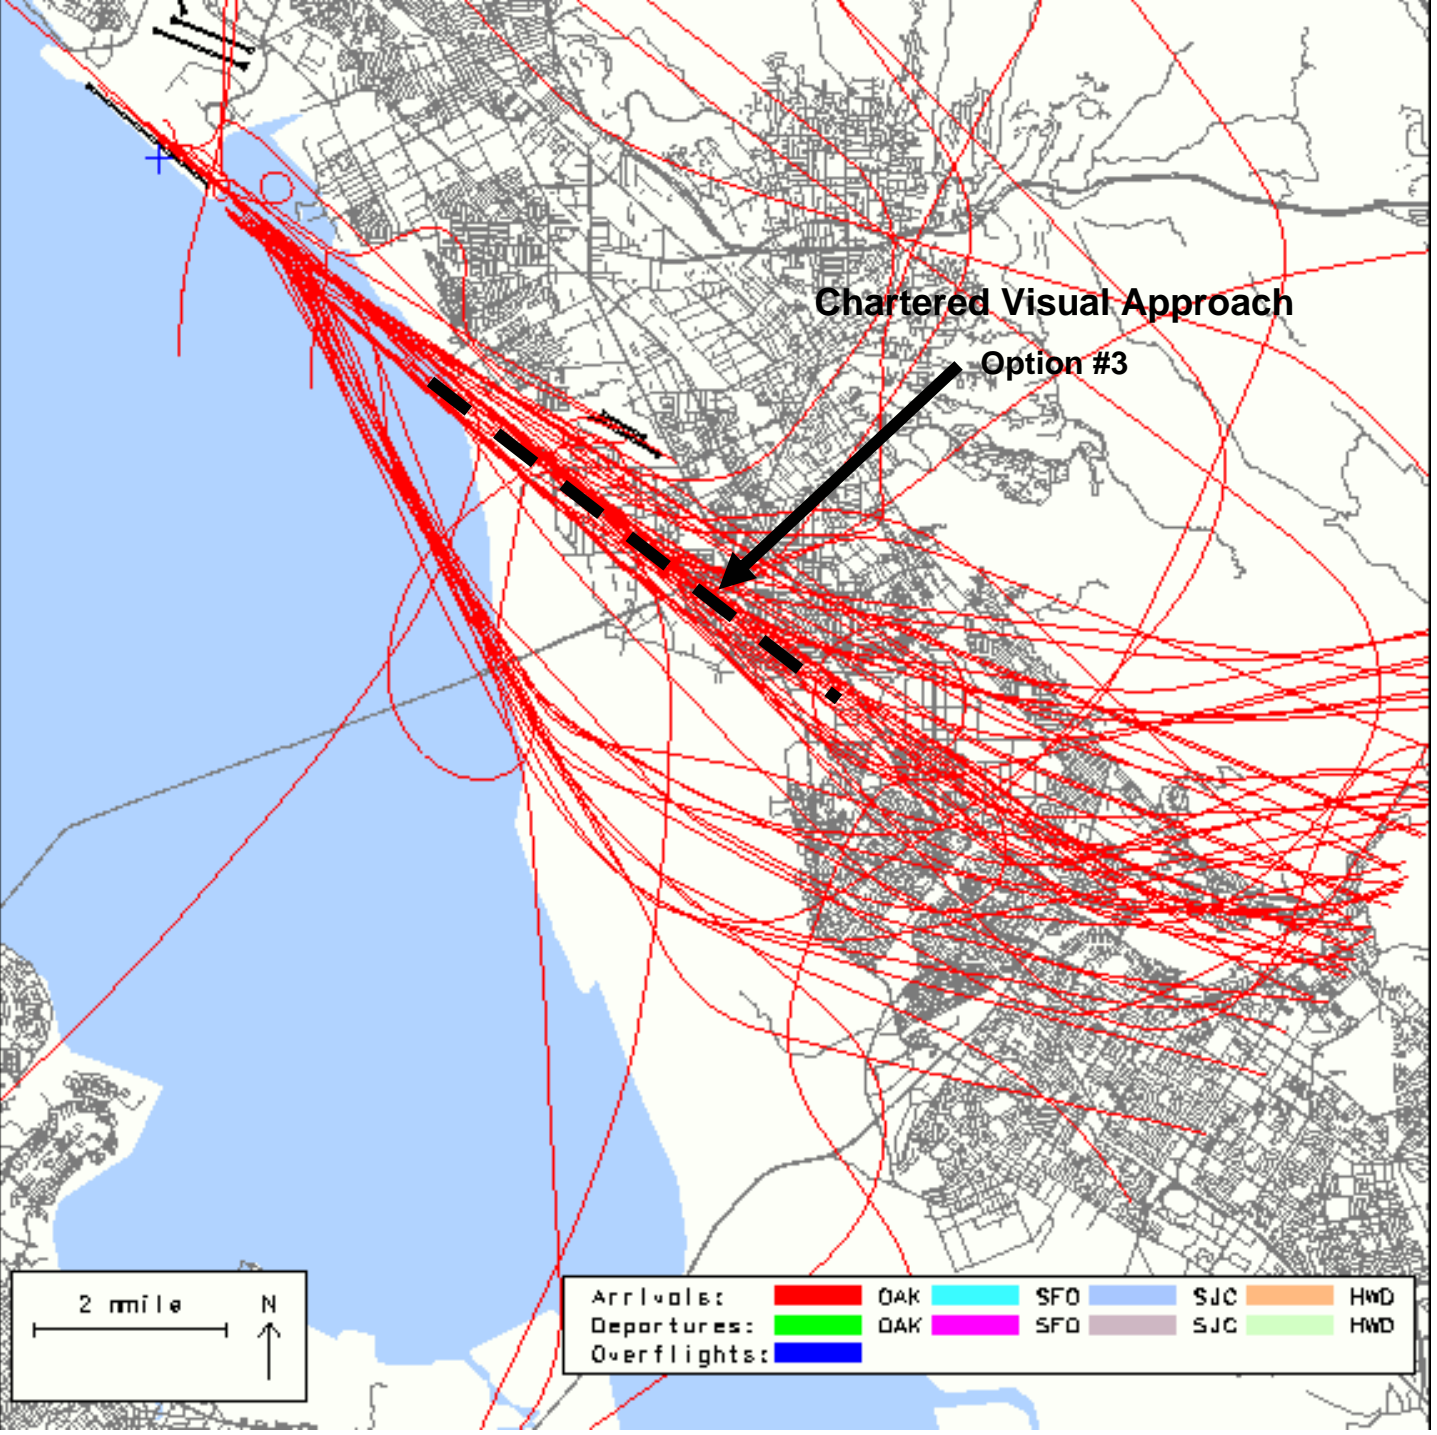 Chartered Visual Approach
Option #3
2 nmile N
Arrivals: OAK SFO SJC HWD
Departures: OAK SFO SJC HWD
Overflights: